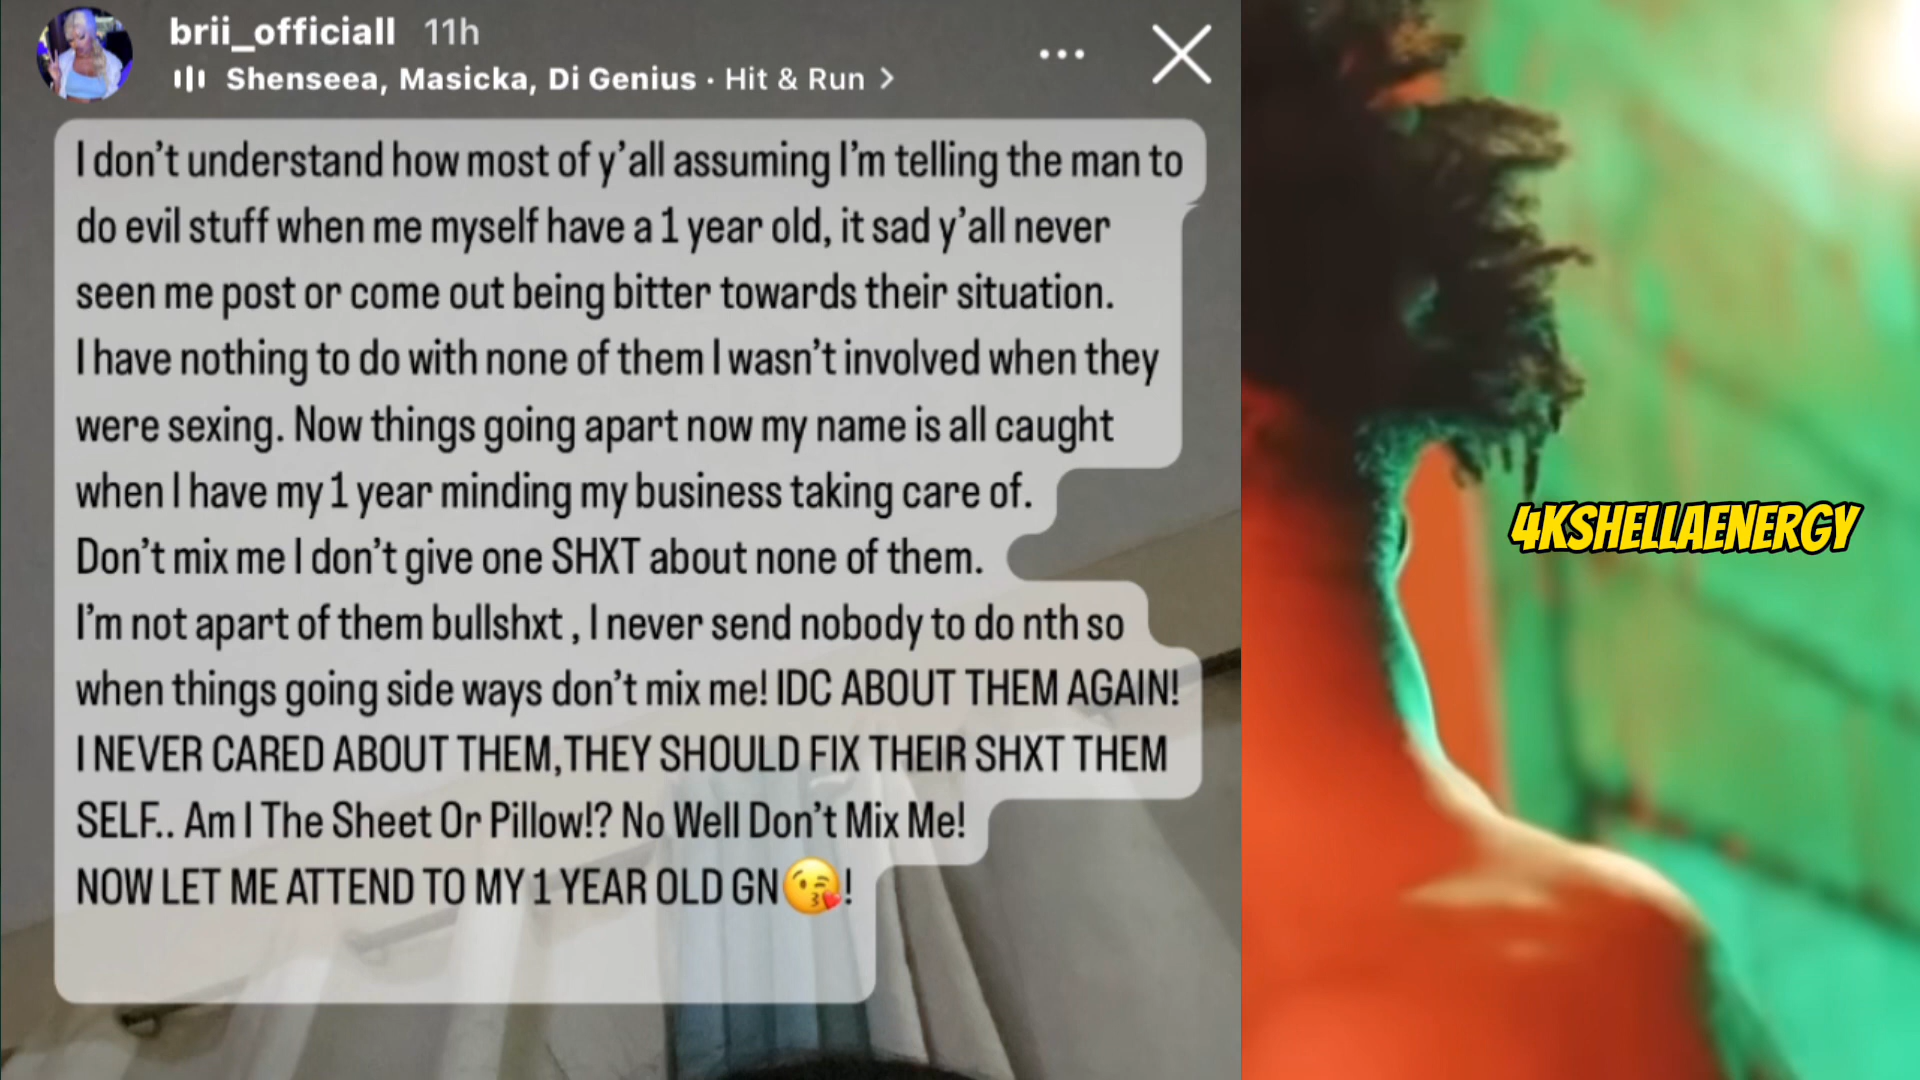 brii_officiall 11h
Shenseea, Masicka, Di Genius · Hit & Run >
I don't understand how most of y'all assuming I'm telling the man to
do evil stuff when me myself have a 1 year old, it sad y'all never
seen me post or come out being bitter towards their situation.
I have nothing to do with none of them I wasn't involved when they
were sexing. Now things going apart now my name is all caught
when I have my 1 year minding my business taking care of.
Don't mix me I don't give one SHXT about none of them.
I'm not apart of them bullshxt , I never send nobody to do nth so
when things going side ways don't mix me! IDC ABOUT THEM AGAIN!
I NEVER CARED ABOUT THEM,THEY SHOULD FIX THEIR SHXT THEM
SELF.. Am I The Sheet Or Pillow!? No Well Don't Mix Me!
NOW LET ME ATTEND TO MY 1 YEAR OLD GN😘!
4KSHELLAENERGY